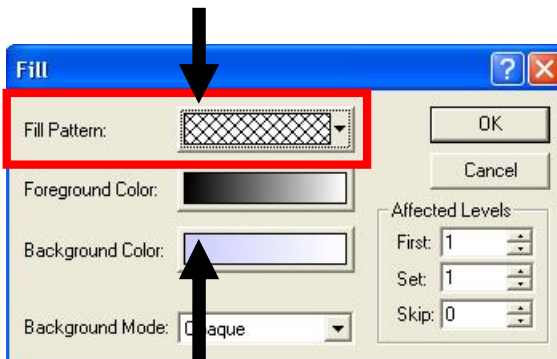 Fill
Fill Pattern:
OK
Foreground Color:
Cancel
Affected Levels
Background Color:
First: 1
Set: 1
Background Mode:
Skip: 0